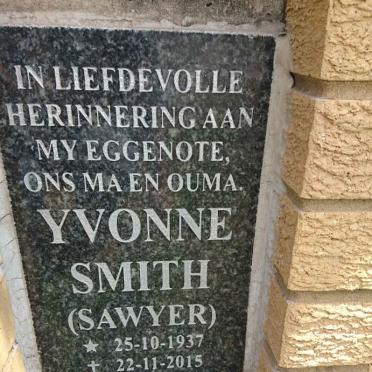 IN LIEFDEVOLLE
HERINNERING AAN
MY EGGENOTE,
ONS MA EN OUMA.
YVONNE
SMITH
(SAWYER)
★ 25-10-1937
✝ 22-11-2015